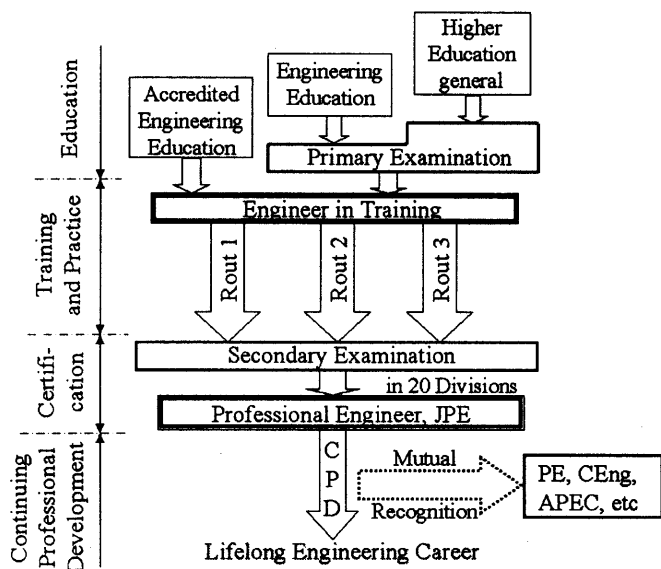 Higher
Education
general
Engineering
Education
Accredited
Engineering
Education
Primary Examination
Education
Engineer in Training
Training
and Practice
Rout 1
Rout 2
Rout 3
Secondary Examination
in 20 Divisions
Certifi-
cation
Professional Engineer, JPE
Continuing
Professional
Development
C
P
D
Mutual
Recognition
PE, CEng,
APEC, etc
Lifelong Engineering Career